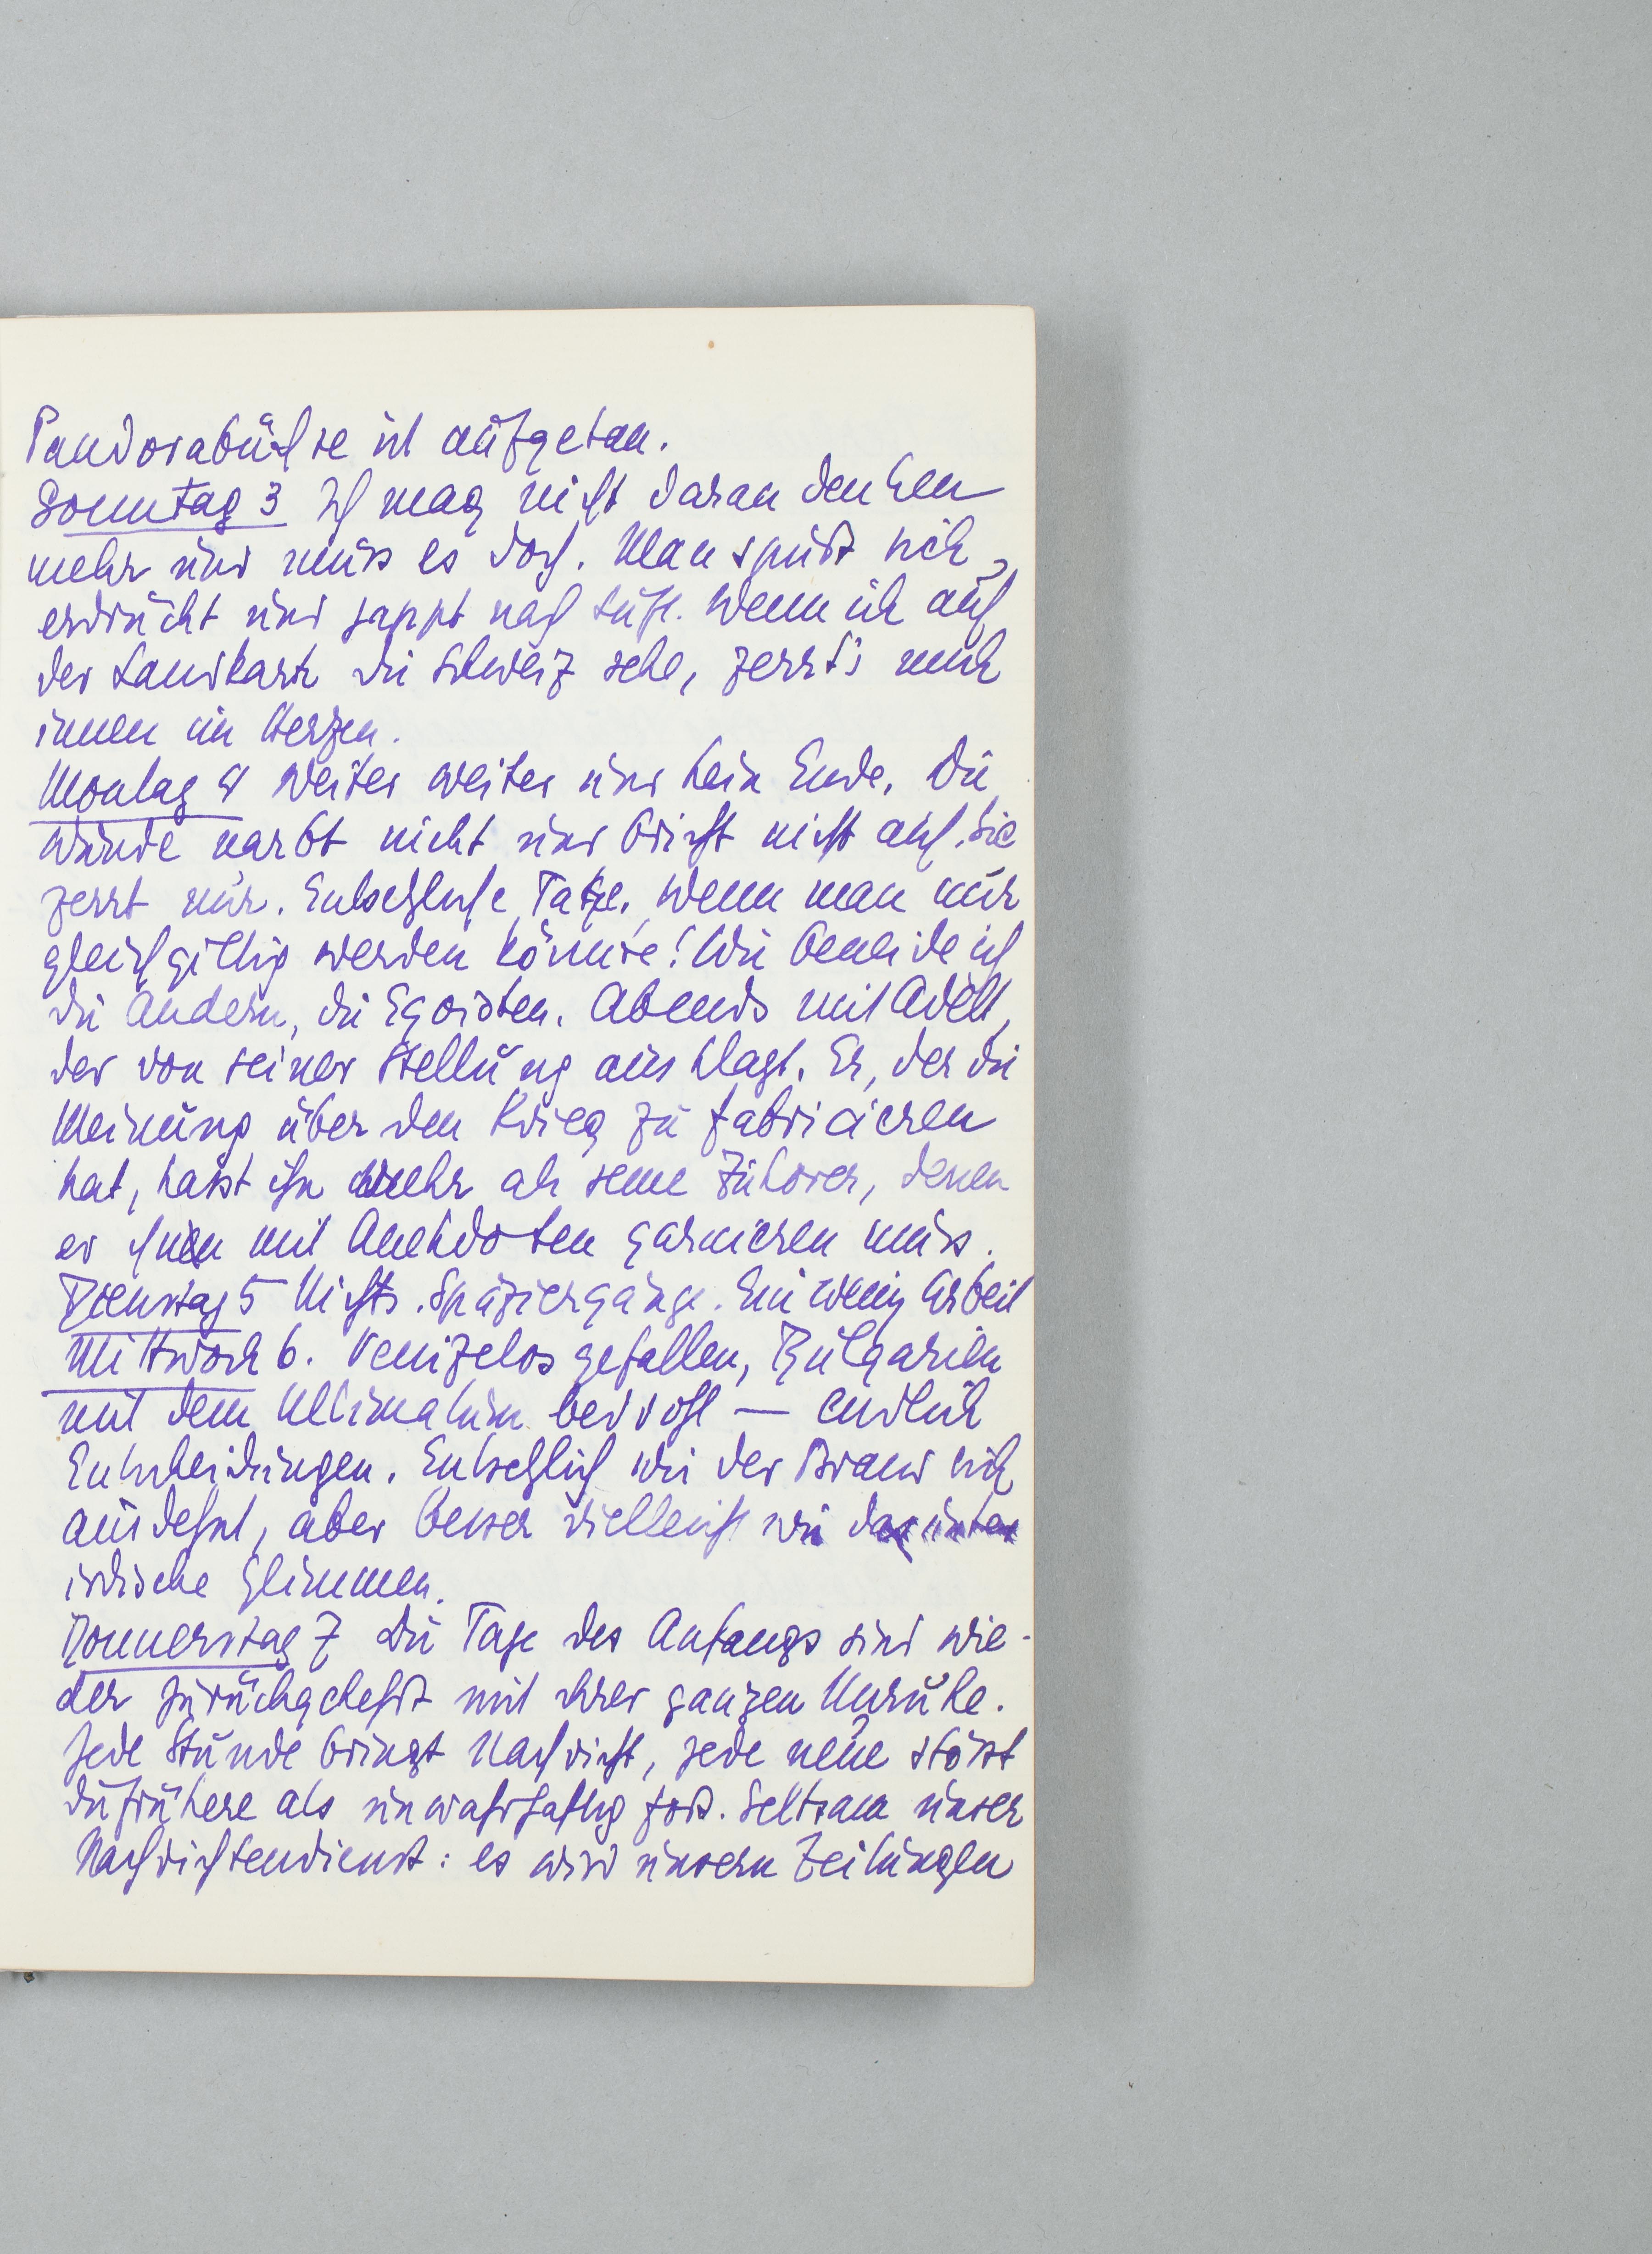 Pandorabüchse ist aufgetan.
Sonntag 3 Ich mag nicht daran denken
mehr und muss es doch. Man spürt sich
erdrückt und jappt nach Luft. Wenn ich auf
der Landkarte die Schweiz sehe, zerrt's mich
innen im Herzen.
Montag 4 Weiter weiter und kein Ende. Die
Wunde narbt nicht und bricht nicht auf. Sie
zerrt nur. Entsetzliche Tage. Wenn man nur
gleichgiltig werden könnte! Wie beneide ich
die Andern, die Egoisten. Abends mit Adelt,
der von seiner Stellung aus klagt. Er, der die
Meinung über den Krieg zu fabricieren
hat, hasst ihn mehr als seine Zuhörer, denen
er ihn mit Anekdoten garnieren muss.
Dienstag 5 Nichts. Spaziergänge. Ein wenig Arbeit
Mittwoch 6. Venizelos gefallen, Bulgarien
mit dem Ultimatum bedroht — endlich
Entscheidungen. Entsetzlich wie der Brand sich
ausdehnt, aber besser vielleicht wie das unter
irdische Glimmen.
Donnerstag 7 Die Tage des Anfangs sind wie-
der zurückgekehrt mit ihrer ganzen Unruhe.
Jede Stunde bringt Nachricht, jede neue stösst
die frühere als unwahrhaftig fort. Seltsam unser
Nachrichtendienst: es wird unsern Zeitungen